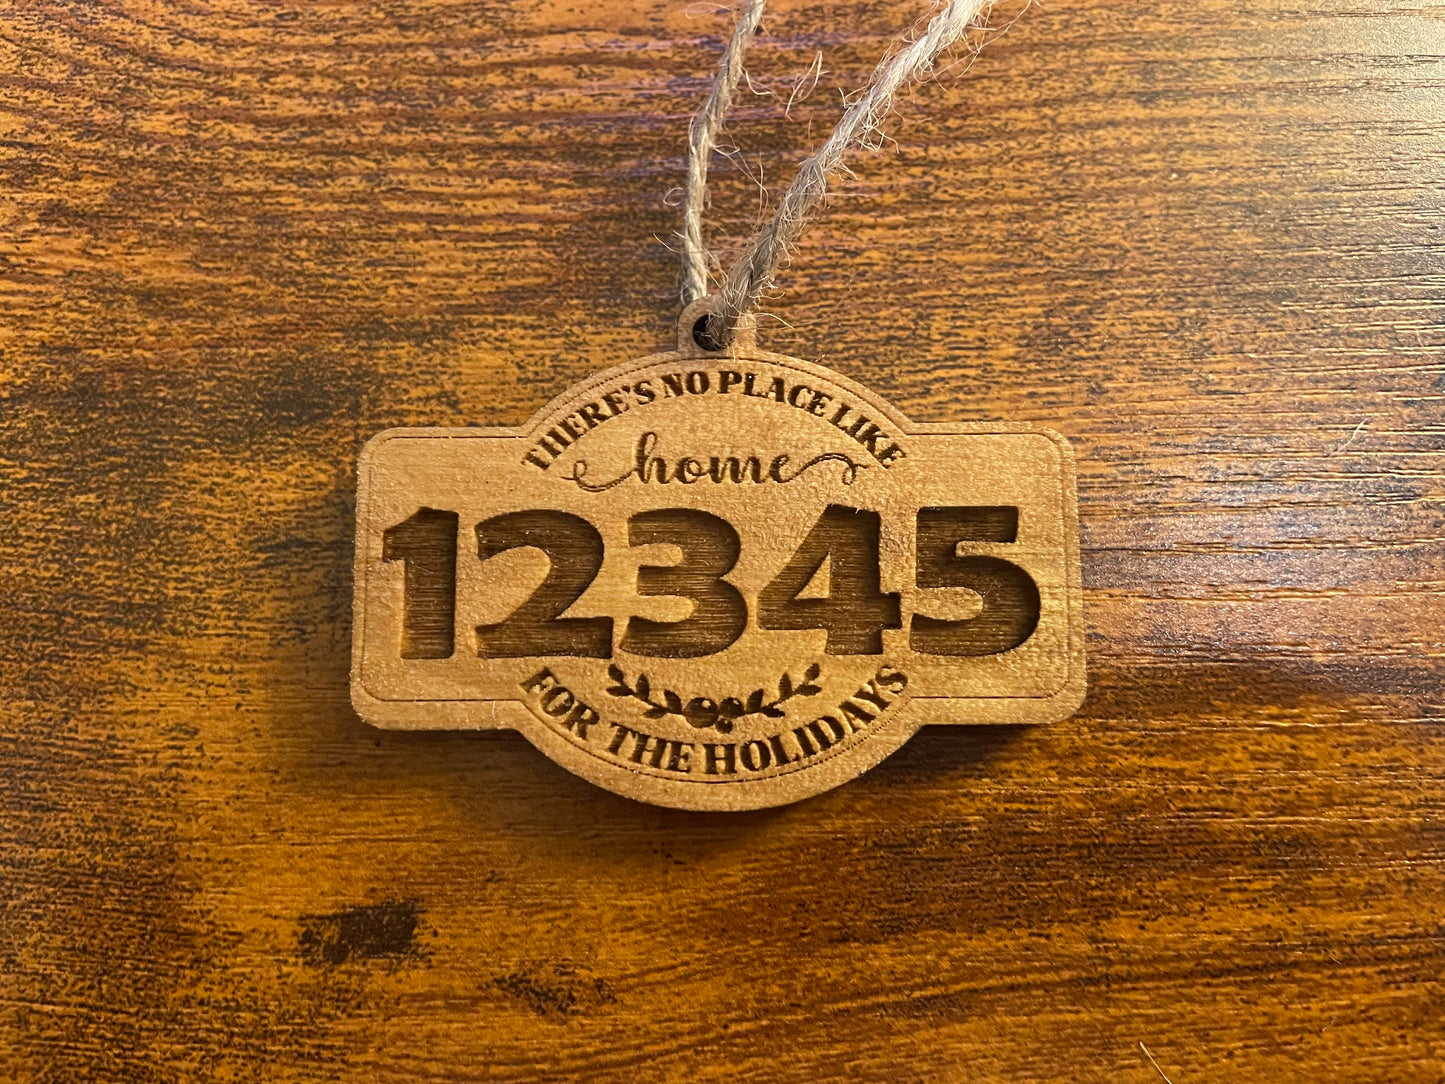 THERE'S NO PLACE LIKE
home
12345
FOR THE HOLIDAYS